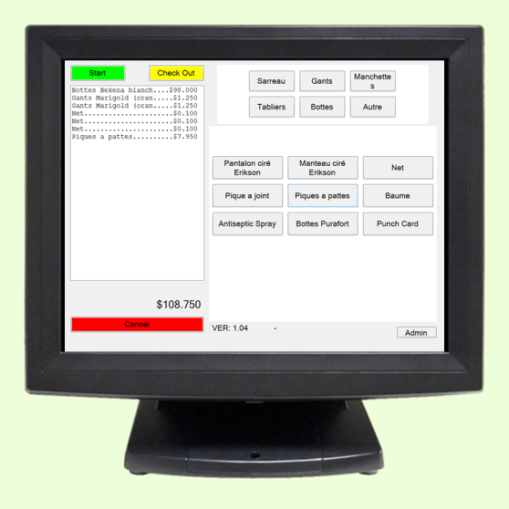 Start
Check Out
Bottes Bekena blanch....$98.000
Gants Marigold (oran....$1.250
Gants Marigold (oran....$1.250
Net.....................$0.100
Net.....................$0.100
Net.....................$0.100
Piques a pattes.........$7.950
$108.750
Cancel
Sarreau
Gants
Manchette
s
Tabliers
Bottes
Autre
Pantalon ciré
Erikson
Manteau ciré
Erikson
Net
Pique a joint
Piques a pattes
Baume
Antiseptic Spray
Bottes Purafort
Punch Card
VER: 1.04
-
Admin